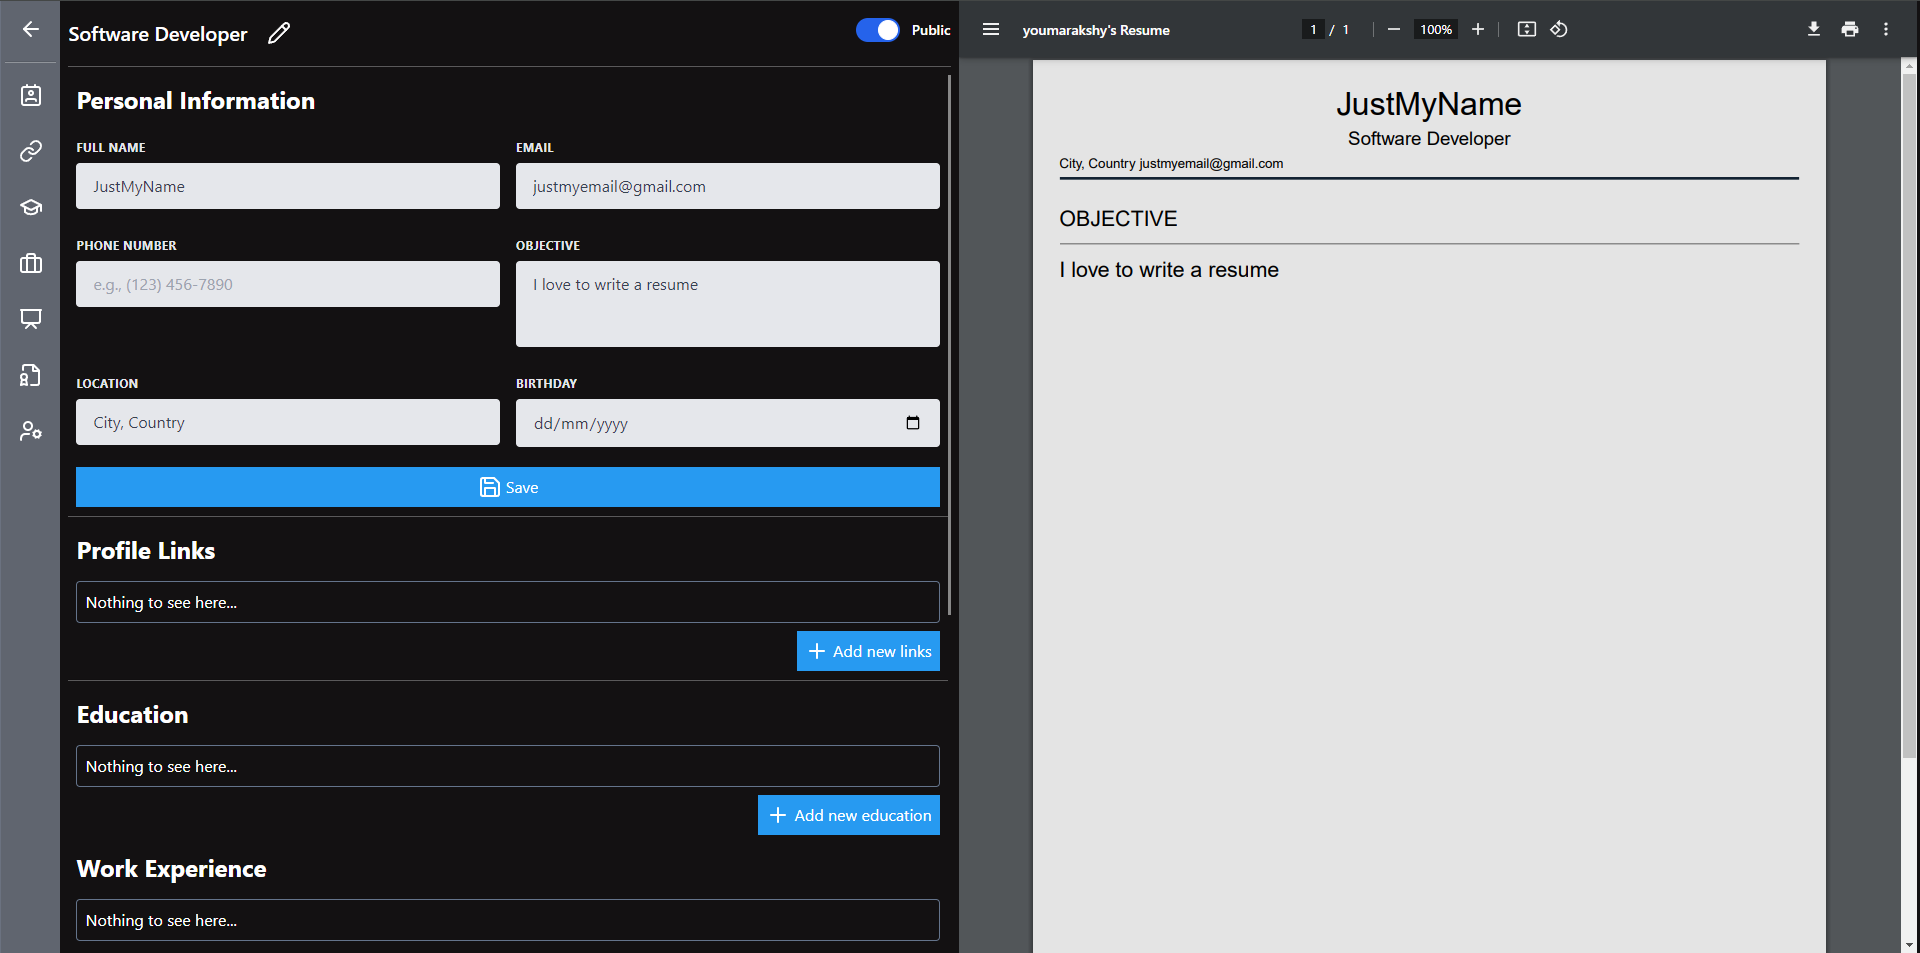 Software Developer
Public
Personal Information
FULL NAME
JustMyName
EMAIL
justmyemail@gmail.com
PHONE NUMBER
e.g., (123) 456-7890
OBJECTIVE
I love to write a resume
LOCATION
City, Country
BIRTHDAY
dd/mm/yyyy
Save
Profile Links
Nothing to see here...
Add new links
Education
Nothing to see here...
Add new education
Work Experience
Nothing to see here...
youmarakshy's Resume
1 / 1
100%
JustMyName
Software Developer
City, Country justmyemail@gmail.com
OBJECTIVE
I love to write a resume